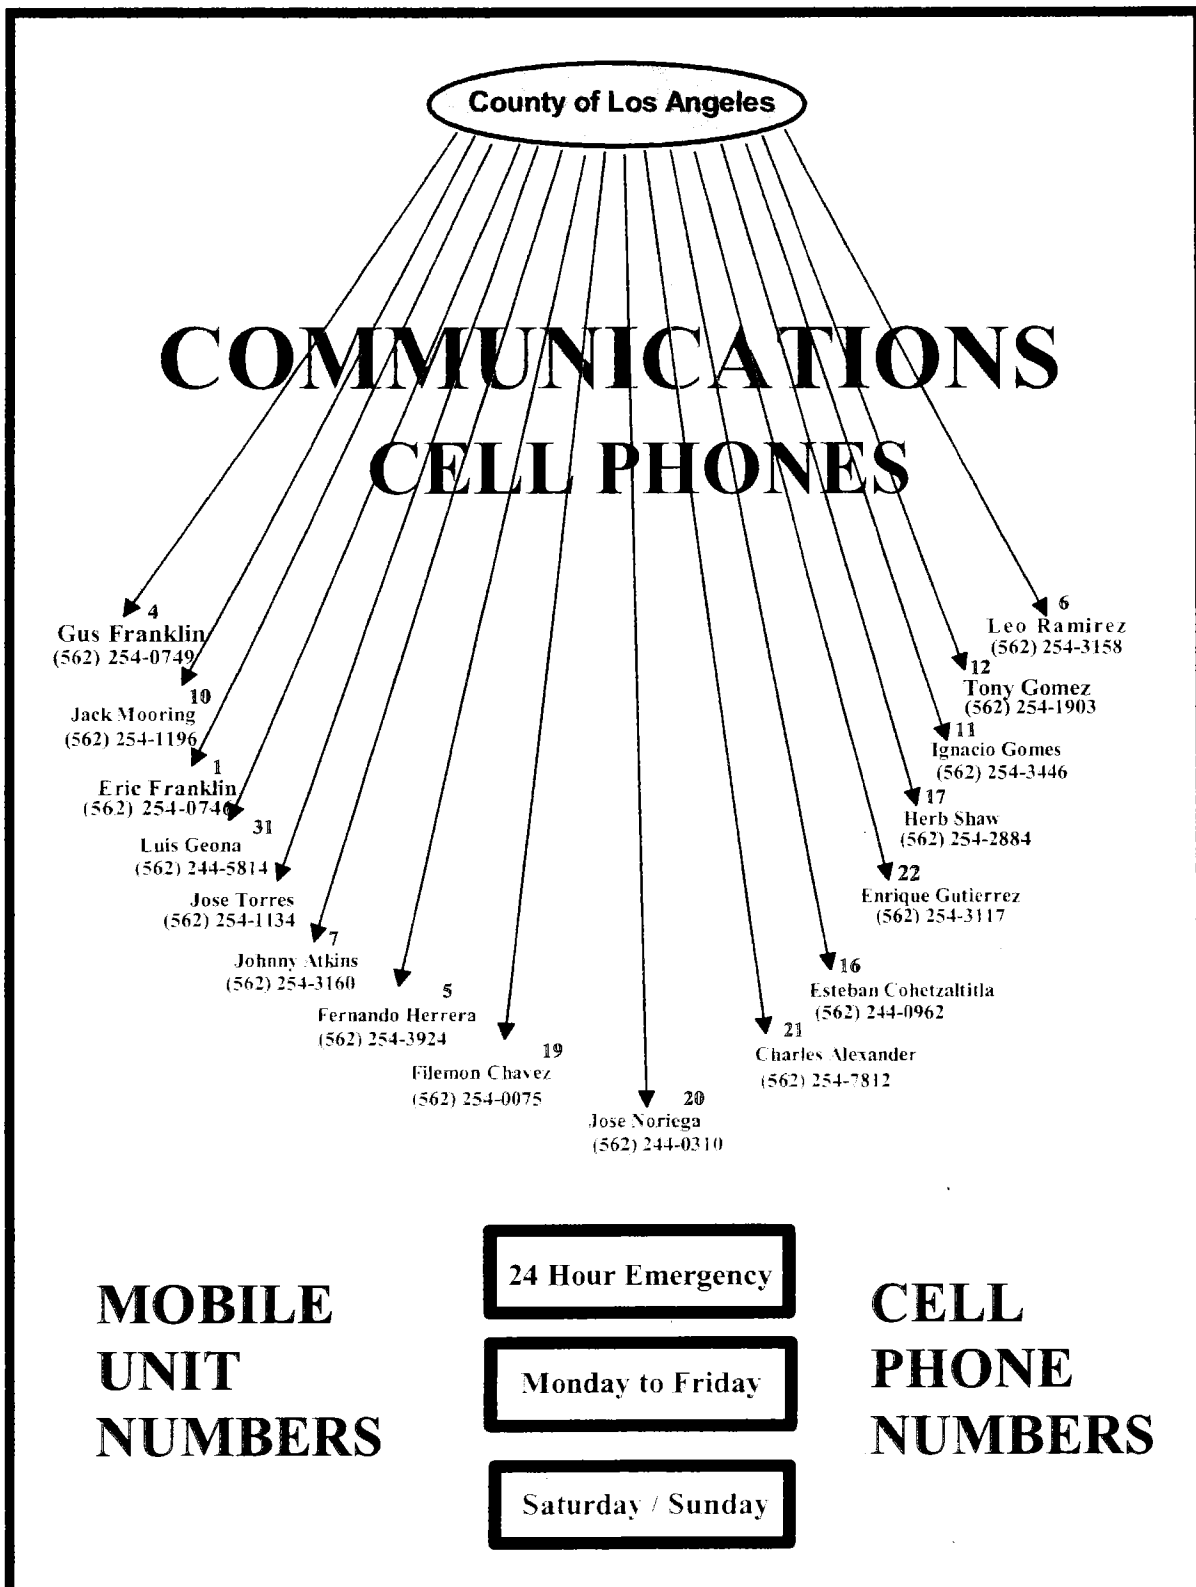 County of Los Angeles
COMMUNICATIONS
CELL PHONES
4
Gus Franklin
(562) 254-0749
10
Jack Mooring
(562) 254-1196
1
Eric Franklin
(562) 254-0746
31
Luis Geona
(562) 244-5814
Jose Torres
(562) 254-1134
7
Johnny Atkins
(562) 254-3160
5
Fernando Herrera
(562) 254-3924
19
Filemon Chavez
(562) 254-0075
20
Jose Noriega
(562) 244-0310
21
Charles Alexander
(562) 254-7812
16
Esteban Cohetzaltitla
(562) 244-0962
22
Enrique Gutierrez
(562) 254-3117
17
Herb Shaw
(562) 254-2884
11
Ignacio Gomes
(562) 254-3446
12
Tony Gomez
(562) 254-1903
6
Leo Ramirez
(562) 254-3158
MOBILE
UNIT
NUMBERS
24 Hour Emergency
Monday to Friday
Saturday / Sunday
CELL
PHONE
NUMBERS